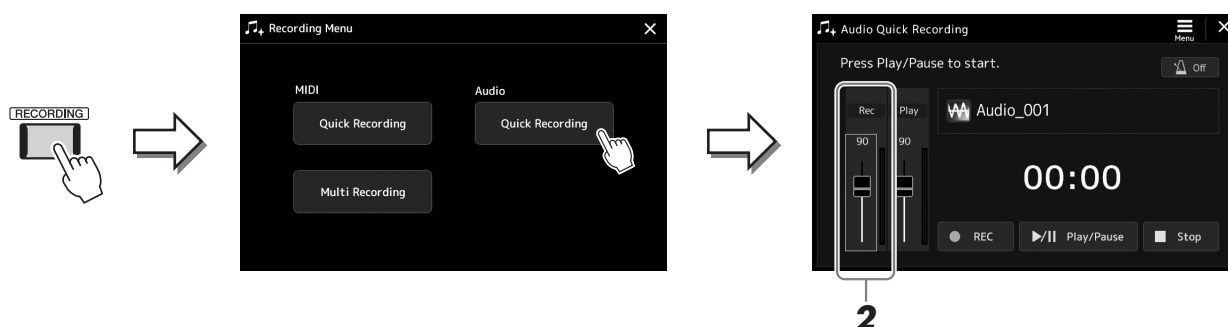 RECORDING
Recording Menu
MIDI
Audio
Quick Recording
Quick Recording
Multi Recording
Audio Quick Recording
Menu
Press Play/Pause to start.
Off
Rec
Play
Audio_001
90
90
00:00
REC
Play/Pause
Stop
2